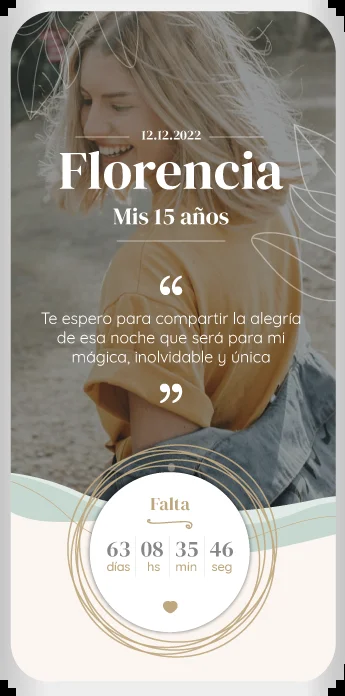 12.12.2022
Florencia
Mis 15 años
“
Te espero para compartir la alegría
de esa noche que será para mi
mágica, inolvidable y única
”
Falta
63 08 35 46
días hs min seg